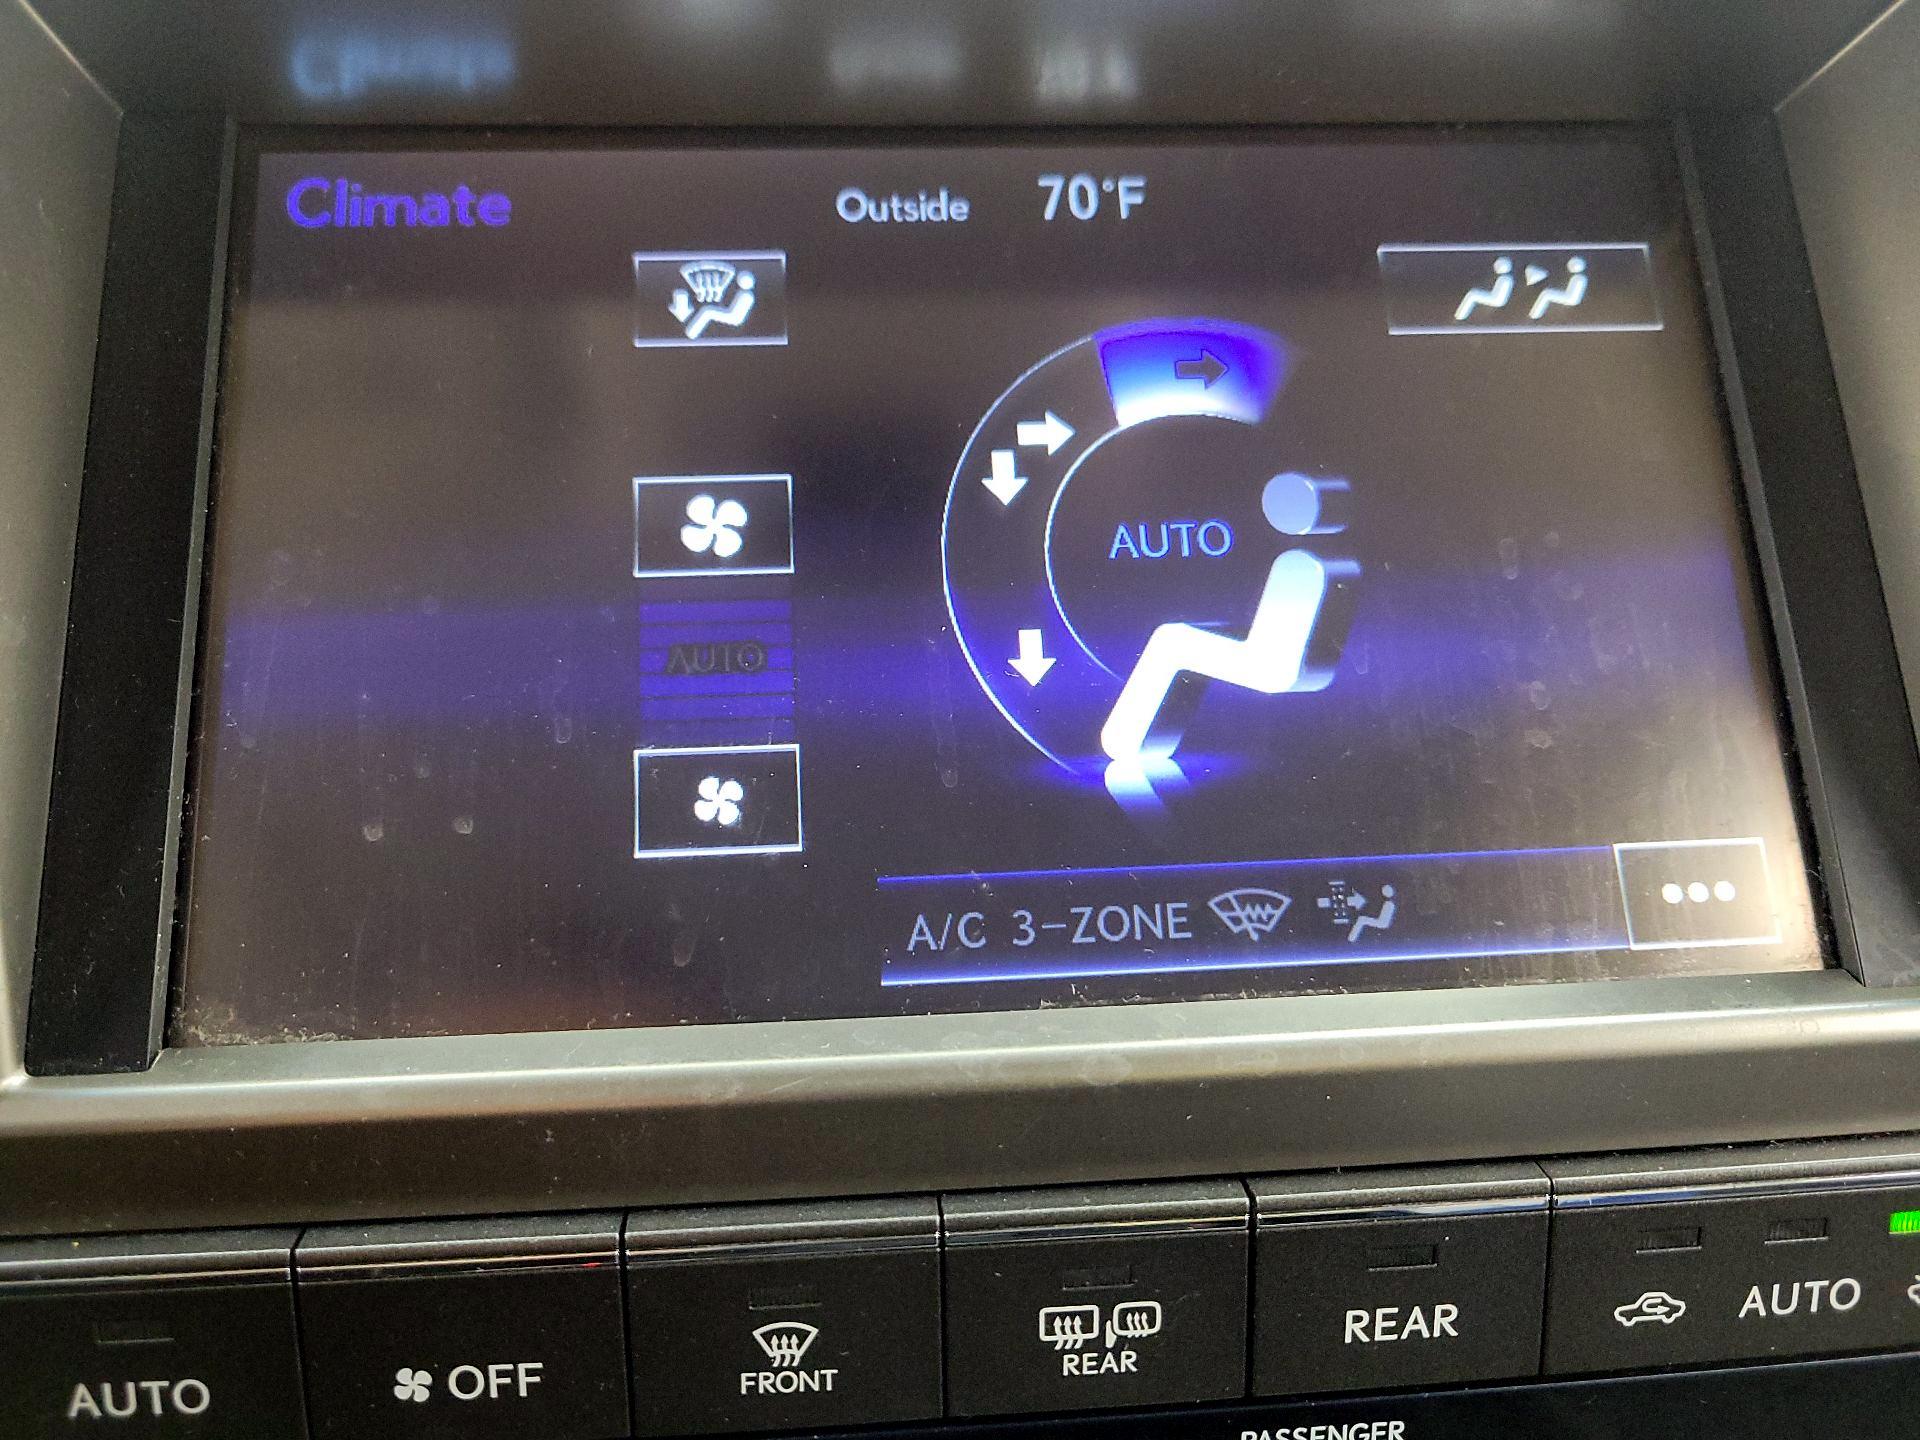 Climate
Outside 70°F
AUTO
AUTO
A/C 3-ZONE
AUTO
OFF
FRONT
REAR
REAR
AUTO
PASSENGER